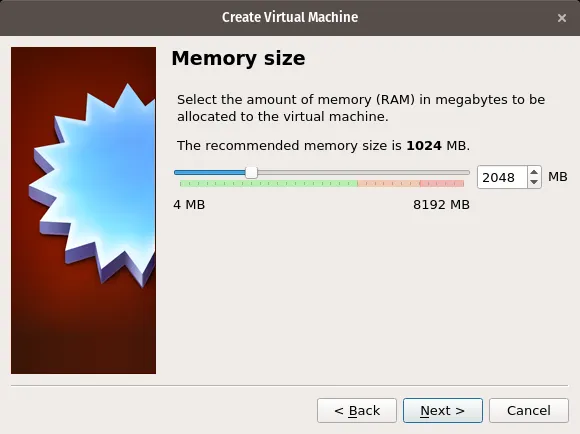 Create Virtual Machine
×
Memory size
Select the amount of memory (RAM) in megabytes to be
allocated to the virtual machine.
The recommended memory size is 1024 MB.
2048 MB
4 MB 8192 MB
< Back Next > Cancel